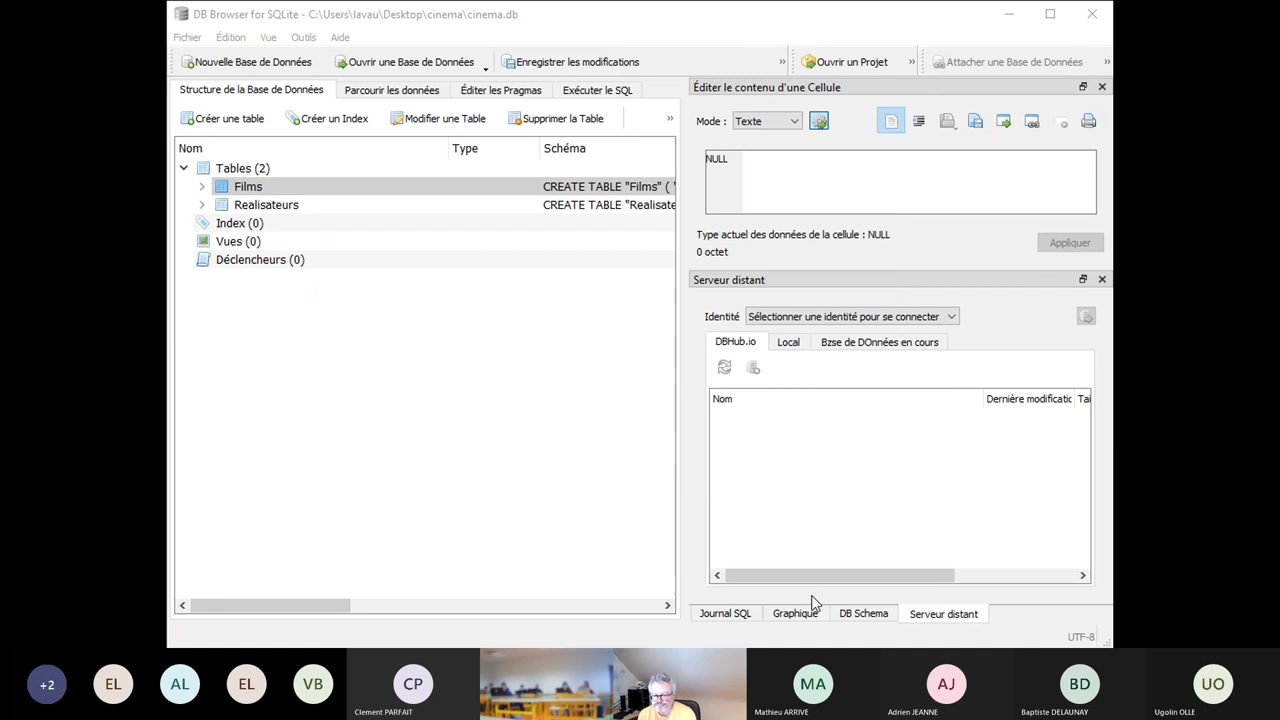 DB Browser for SQLite - C:\Users\lavau\Desktop\cinema\cinema.db
Fichier Édition Vue Outils Aide
Nouvelle Base de Données Ouvrir une Base de Données Enregistrer les modifications » Ouvrir un Projet » Attacher une Base de Données »
Structure de la Base de Données Parcourir les données Éditer les Pragmas Exécuter le SQL
Créer une table Créer un Index Modifier une Table Supprimer la Table »
Nom Type Schéma
Tables (2)
Films CREATE TABLE "Films" ( "
Realisateurs CREATE TABLE "Realisate
Index (0)
Vues (0)
Déclencheurs (0)
Éditer le contenu d'une Cellule
Mode : Texte
NULL
Type actuel des données de la cellule : NULL
0 octet
Appliquer
Serveur distant
Identité Sélectionner une identité pour se connecter
DBHub.io Local Bzse de DOnnées en cours
Nom Dernière modificatic Tai
Journal SQL Graphique DB Schema Serveur distant
UTF-8
+2 EL AL EL VB CP MA AJ BD UO
Clement PARFAIT Mathieu ARRIVE Adrien JEANNE Baptiste DELAUNAY Ugolin OLLE